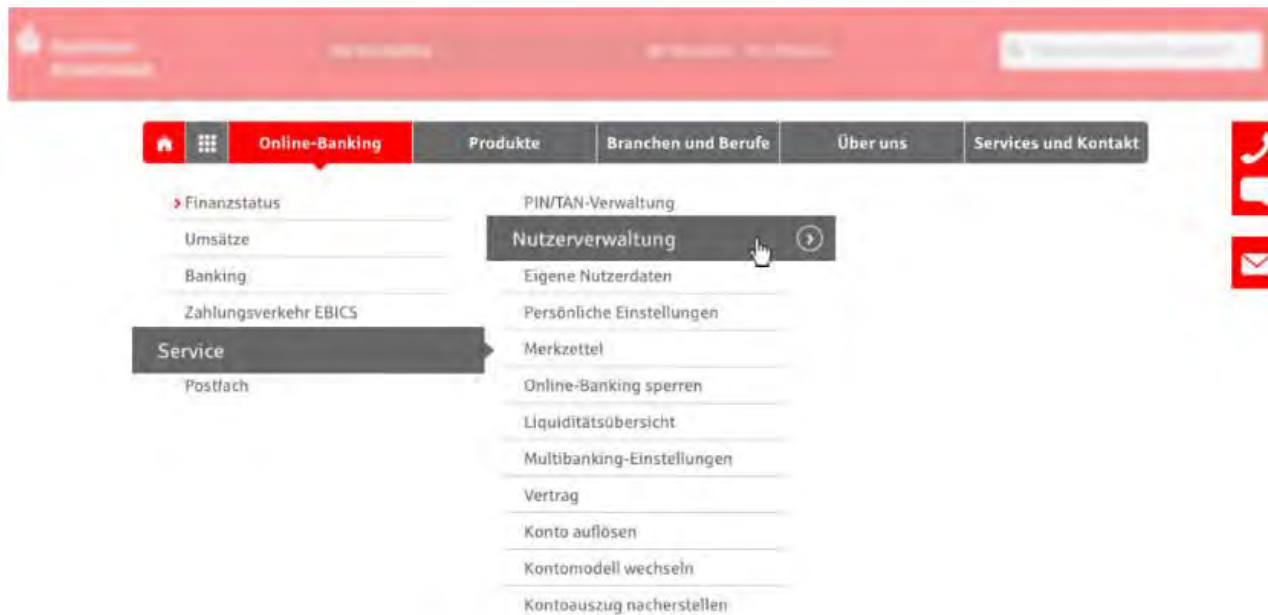 Online-Banking
Produkte
Branchen und Berufe
Über uns
Services und Kontakt
Finanzstatus
Umsätze
Banking
Zahlungsverkehr EBICS
Service
Postfach
PIN/TAN-Verwaltung
Nutzerverwaltung
Eigene Nutzerdaten
Persönliche Einstellungen
Merkzettel
Online-Banking sperren
Liquiditätsübersicht
Multibanking-Einstellungen
Vertrag
Konto auflösen
Kontomodell wechseln
Kontoauszug nacherstellen